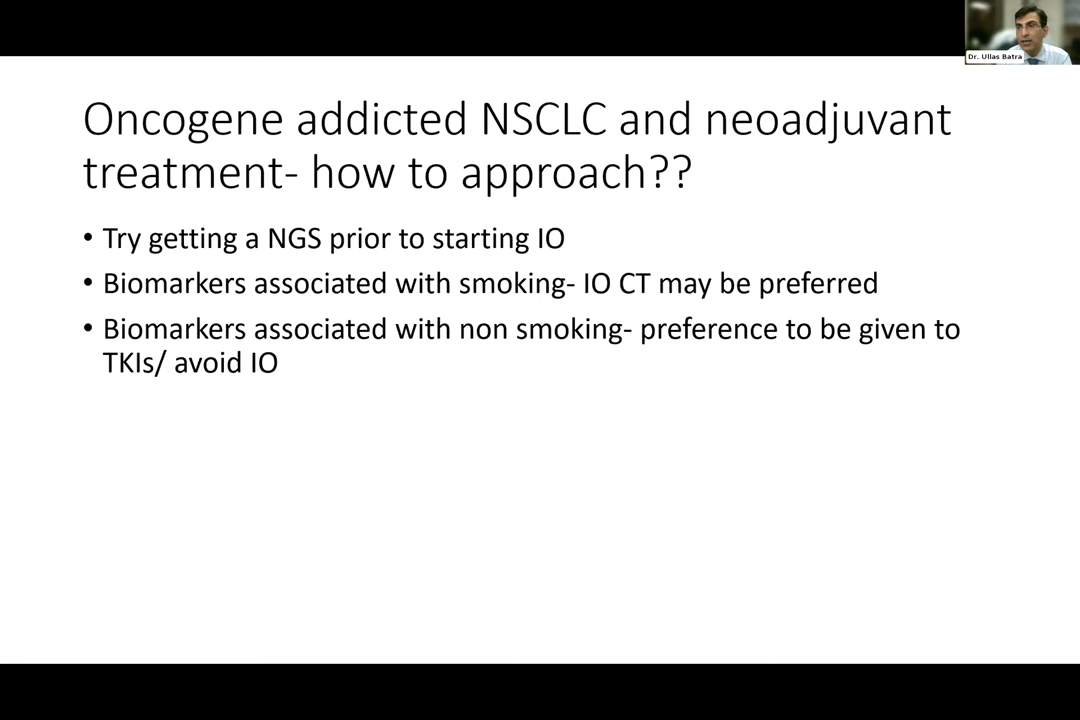 Dr. Ullas Batra
Oncogene addicted NSCLC and neoadjuvant
treatment- how to approach??
• Try getting a NGS prior to starting IO
• Biomarkers associated with smoking- IO CT may be preferred
• Biomarkers associated with non smoking- preference to be given to
TKIs/ avoid IO